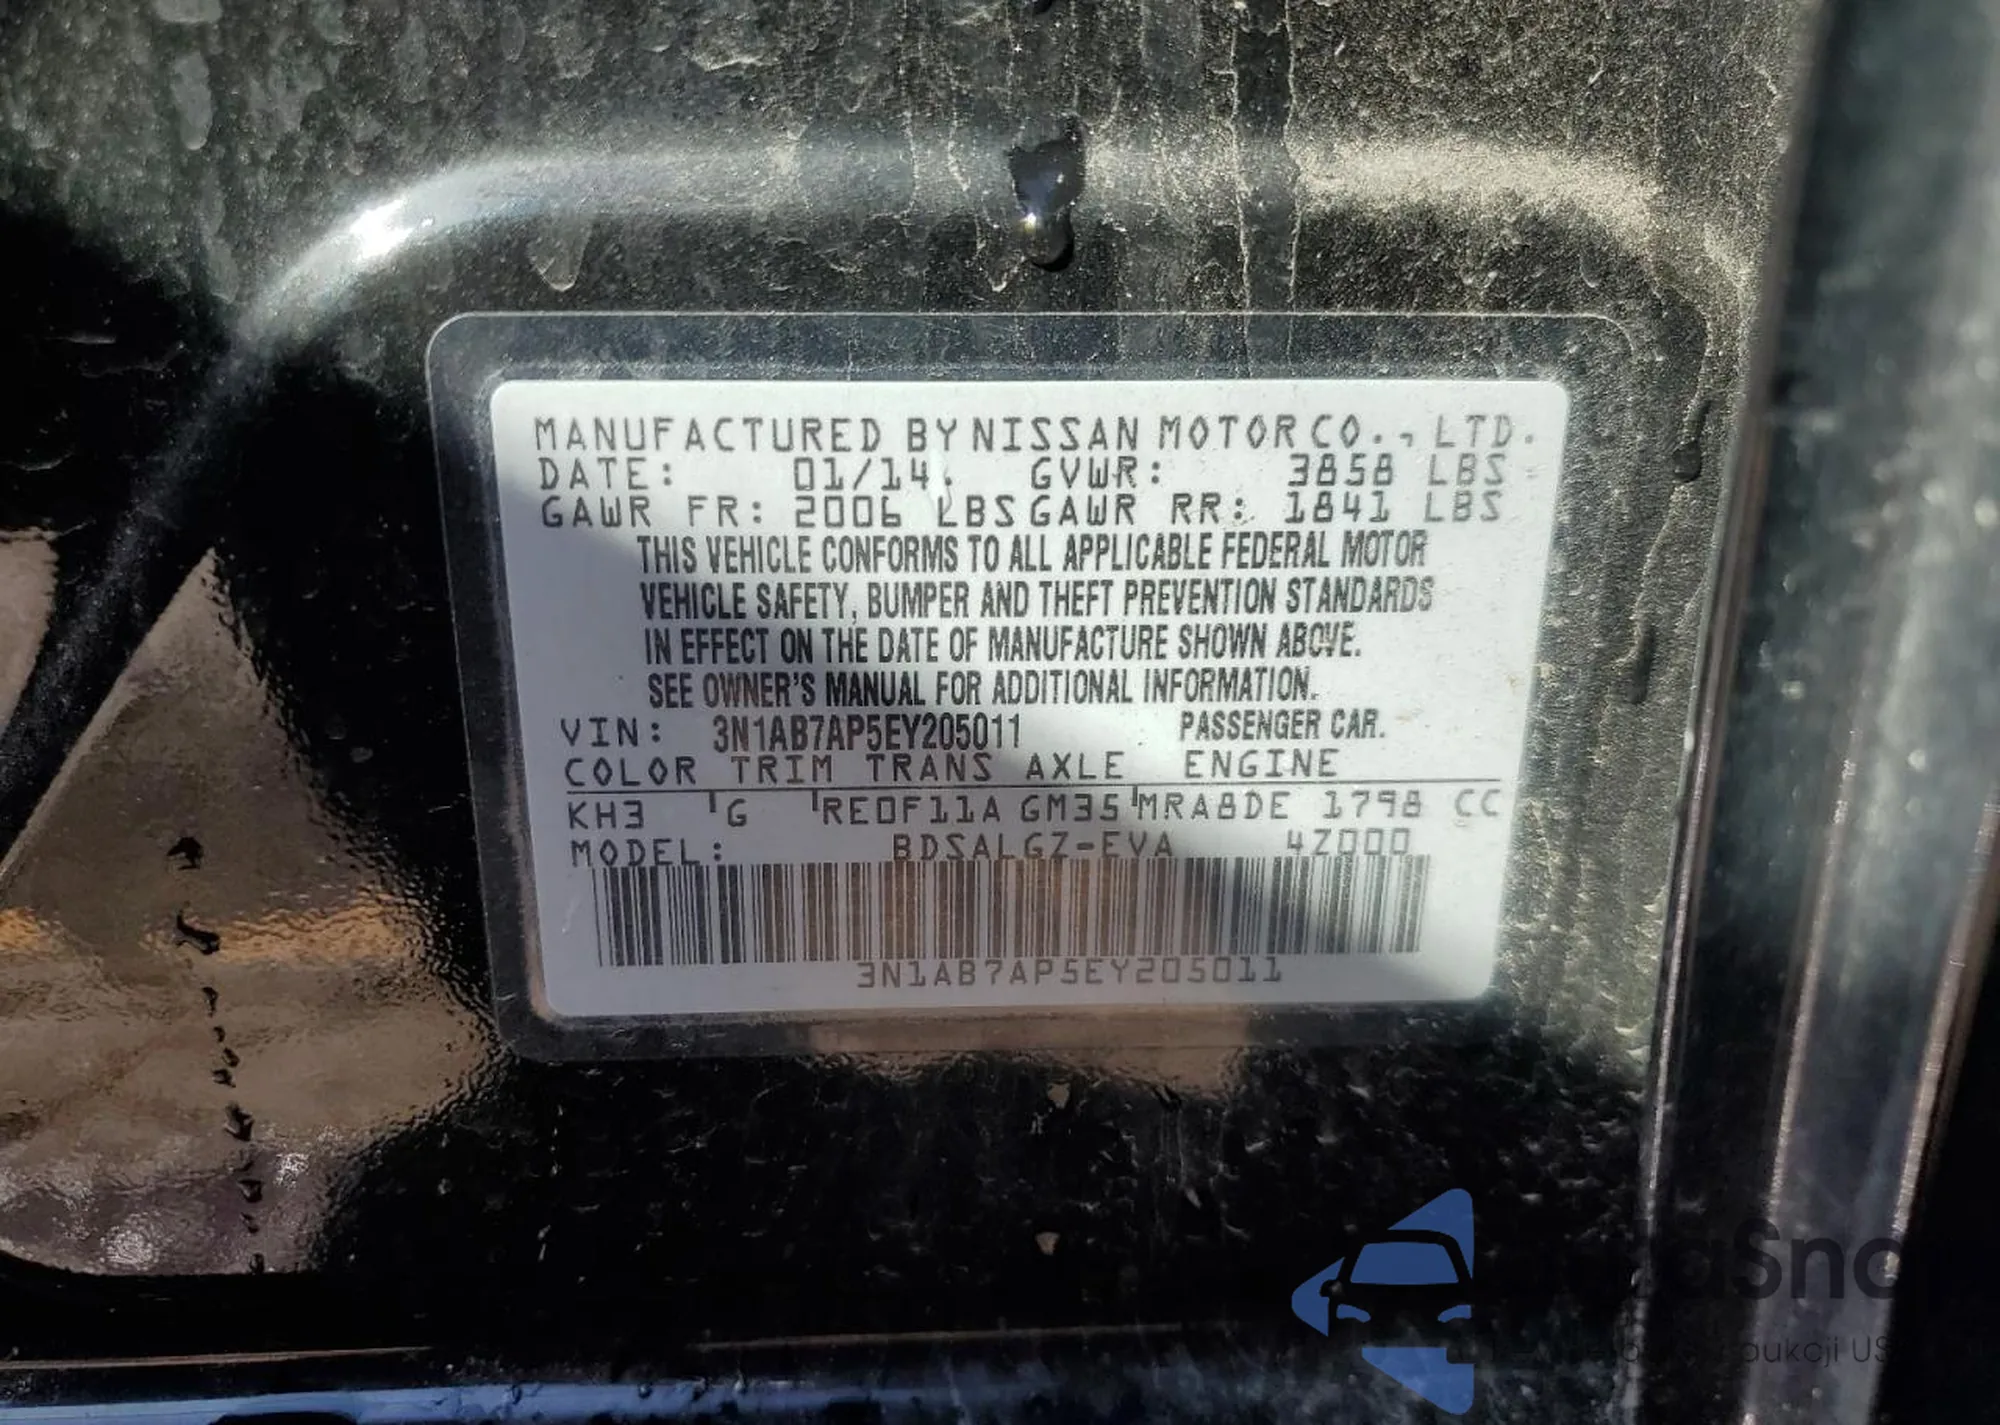 MANUFACTURED BY NISSAN MOTOR CO., LTD.
DATE: 01/14 GVWR: 3858 LBS
GAWR FR: 2006 LBS GAWR RR: 1841 LBS
THIS VEHICLE CONFORMS TO ALL APPLICABLE FEDERAL MOTOR
VEHICLE SAFETY, BUMPER AND THEFT PREVENTION STANDARDS
IN EFFECT ON THE DATE OF MANUFACTURE SHOWN ABOVE.
SEE OWNER'S MANUAL FOR ADDITIONAL INFORMATION.
VIN: 3N1AB7AP5EY205011 PASSENGER CAR.
COLOR TRIM TRANS AXLE ENGINE
KH3 G RE0F11A GM35 MRA8DE 1798 CC
MODEL: BDSALGZ-EVA 4Z000
3N1AB7AP5EY205011